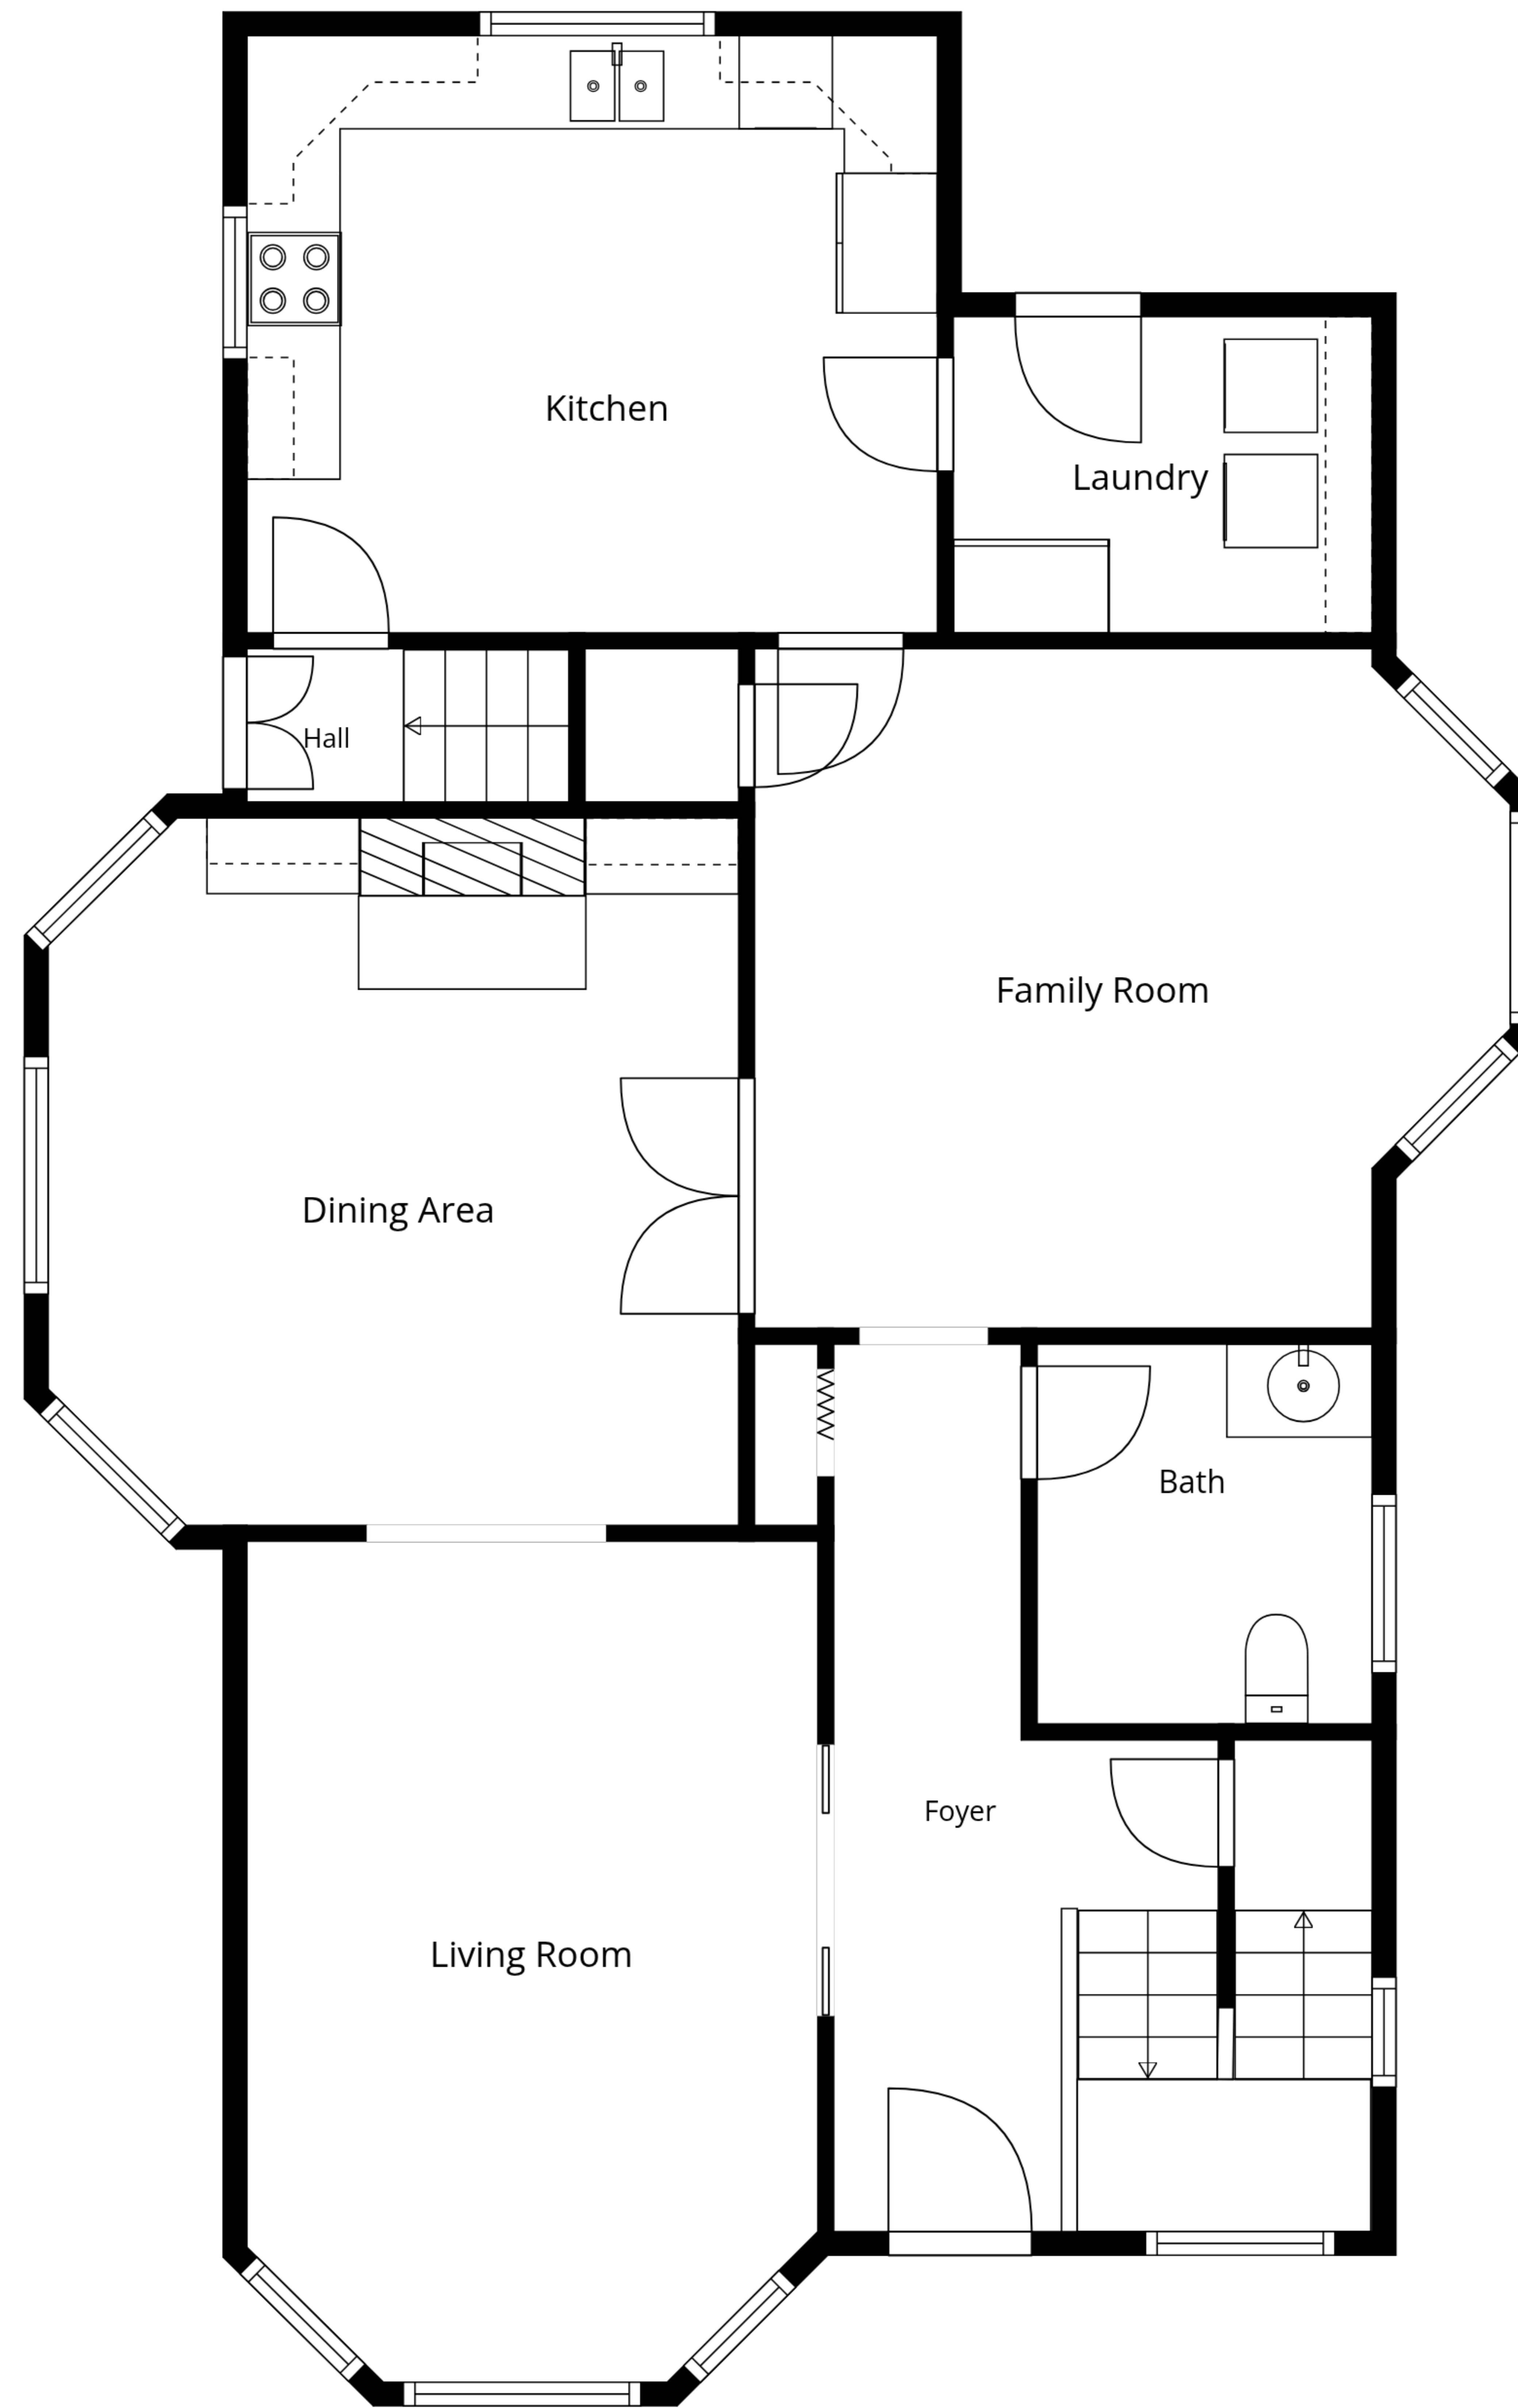 Kitchen
Laundry
Hall
Family Room
Dining Area
Bath
Foyer
Living Room